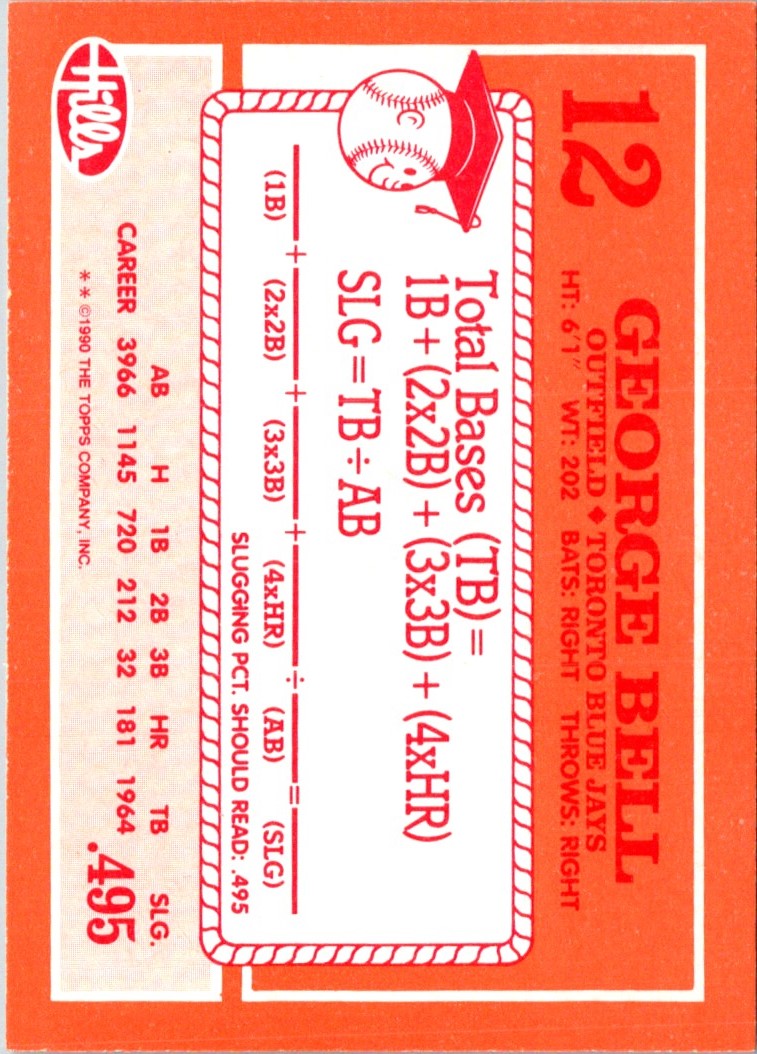 12
GEORGE BELL
OUTFIELD ♦ TORONTO BLUE JAYS
HT: 6'1" WT: 202 BATS: RIGHT THROWS: RIGHT
Total Bases (TB) =
1B + (2x2B) + (3x3B) + (4xHR)
SLG = TB ÷ AB
+ + + ÷ =
(1B) (2x2B) (3x3B) (4xHR) (AB) (SLG)
SLUGGING PCT. SHOULD READ: .495
AB H 1B 2B 3B HR TB SLG.
CAREER 3966 1145 720 212 32 181 1964 .495
* * ©1990 THE TOPPS COMPANY, INC.
Hills